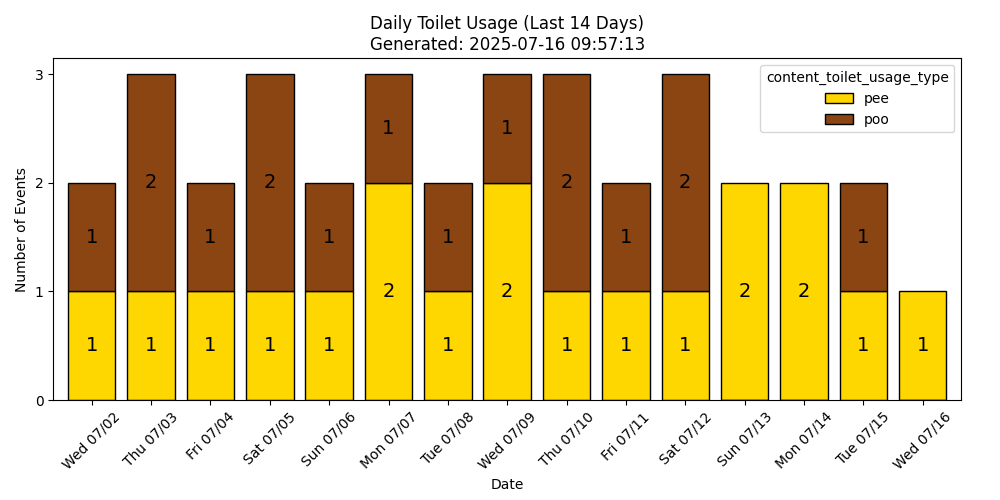 Daily Toilet Usage (Last 14 Days)
Generated: 2025-07-16 09:57:13
content_toilet_usage_type
pee
poo
Number of Events
3
2
1
0
1 2 1 2 1 1 1 1 2 1 2 1
1 1 1 1 1 2 1 2 1 1 1 2 2 1 1
Wed 07/02
Thu 07/03
Fri 07/04
Sat 07/05
Sun 07/06
Mon 07/07
Tue 07/08
Wed 07/09
Thu 07/10
Fri 07/11
Sat 07/12
Sun 07/13
Mon 07/14
Tue 07/15
Wed 07/16
Date